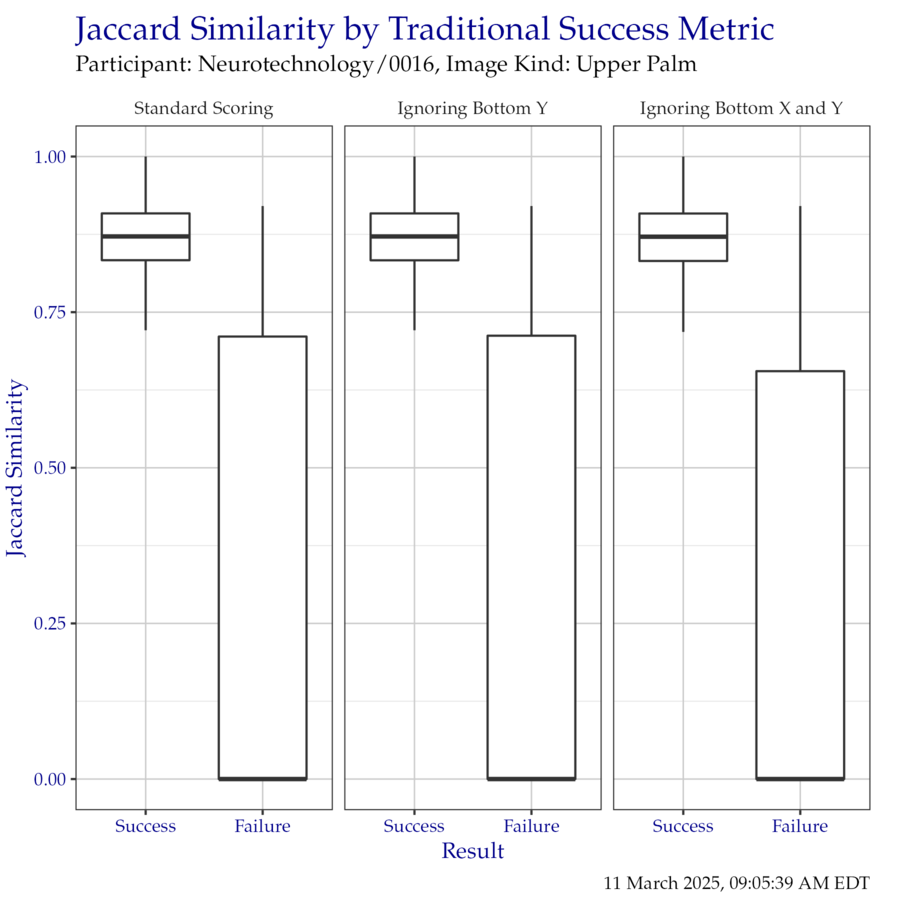 Jaccard Similarity by Traditional Success Metric
Participant: Neurotechnology/0016, Image Kind: Upper Palm
Standard Scoring
Ignoring Bottom Y
Ignoring Bottom X and Y
Jaccard Similarity
1.00
0.75
0.50
0.25
0.00
Success
Failure
Success
Failure
Success
Failure
Result
11 March 2025, 09:05:39 AM EDT